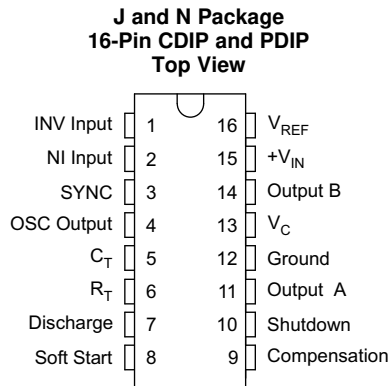 J and N Package
16-Pin CDIP and PDIP
Top View
INV Input 1 16 VREF
NI Input 2 15 +VIN
SYNC 3 14 Output B
OSC Output 4 13 VC
CT 5 12 Ground
RT 6 11 Output A
Discharge 7 10 Shutdown
Soft Start 8 9 Compensation